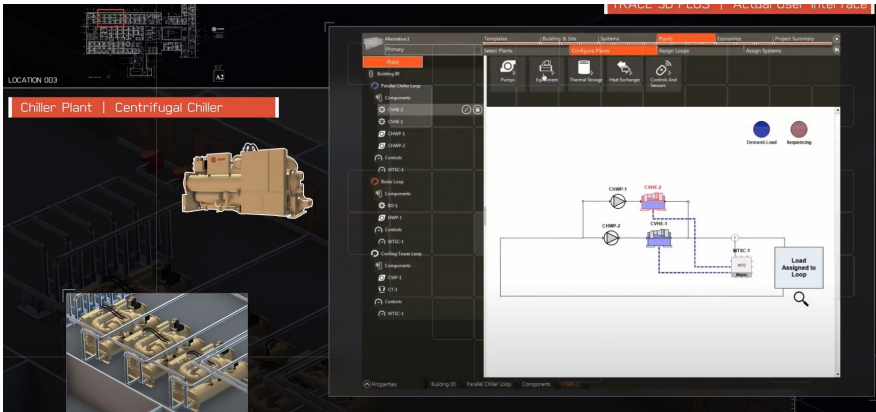 TRACE 3D PLUS | Actual User Interface
LOCATION 003
A2
Chiller Plant | Centrifugal Chiller
Alternative:1
Templates
Building & Site
Systems
Plants
Economics
Project Summary
Primary
Select Plants
Configure Plants
Assign Loops
Assign Systems
Plant
Pumps
Equipment
Thermal Storage
Heat Exchanger
Controls And
Sensors
Building 00
Parallel Chiller Loop
Components
CVHE-2
CVHE-1
CHWP-1
CHWP-2
Controls
WTSC-1
Boiler Loop
Components
BO-1
HWP-1
Controls
WTSC-1
Cooling Tower Loop
Components
CWP-1
CT-1
Controls
WTSC-1
Demand-Load
Sequencing
CHWP-1
CVHE-2
CHWP-2
CVHE-1
T
WTSC-1
WTC
Meter
Load
Assigned to
Loop
Properties
Building 00
Parallel Chiller Loop
Components
CVHE-2